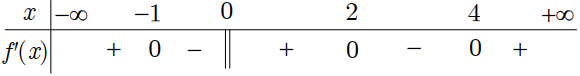 x −∞ −1 0 2 4 +∞
f′(x) + 0 − || + 0 − 0 +